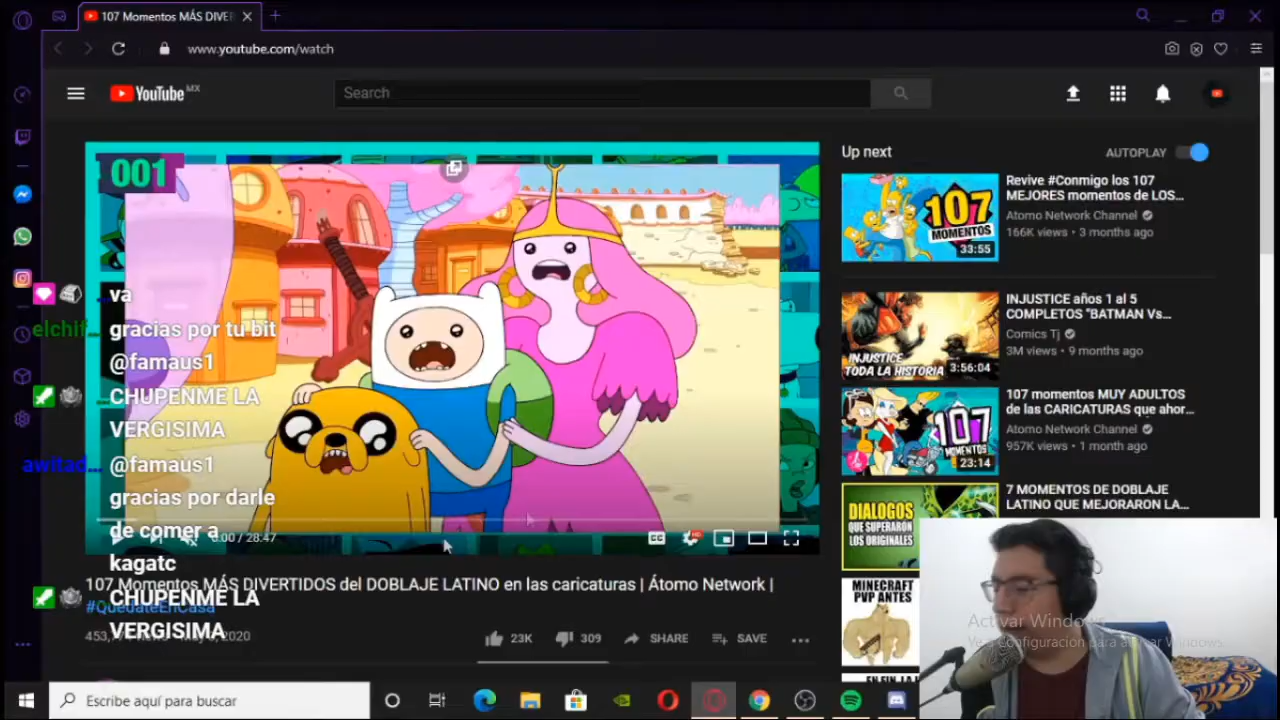 107 Momentos MÁS DIVE
www.youtube.com/watch
YouTube MX
Search
001
Up next
AUTOPLAY
Revive #Conmigo los 107
MEJORES momentos de LOS...
Atomo Network Channel
166K views • 3 months ago
107
MOMENTOS
33:55
INJUSTICE años 1 al 5
COMPLETOS "BATMAN Vs...
Comics Tj
3M views • 9 months ago
INJUSTICE
TODA LA HISTORIA
3:56:04
107 momentos MUY ADULTOS
de las CARICATURAS que ahor...
Atomo Network Channel
957K views • 1 month ago
107
MOMENTOS
23:14
7 MOMENTOS DE DOBLAJE
LATINO QUE MEJORARON LA...
DIALOGOS
QUE SUPERARON
LOS ORIGINALES
MINECRAFT
PVP ANTES
... va
elchif...
gracias por tu bit
@famaus1
... CHUPENME LA
VERGISIMA
awitad...
@famaus1
gracias por darle
de comer a
kagatc
... CHUPENME LA
VERGISIMA
0:00 / 28:47
CC
HD
107 Momentos MÁS DIVERTIDOS del DOBLAJE LATINO en las caricaturas | Átomo Network |
#QuedateEnCasa
2020
23K
309
SHARE
SAVE
Activar Windows
Ve a Configuración para activar Windows.
Escribe aquí para buscar